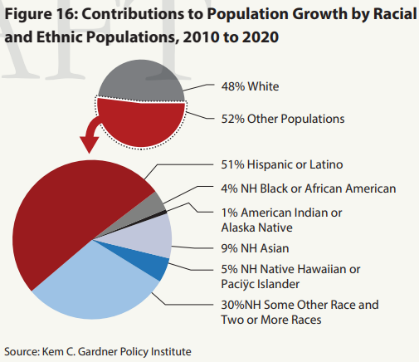 Figure 16: Contributions to Population Growth by Racial
and Ethnic Populations, 2010 to 2020
48% White
52% Other Populations
51% Hispanic or Latino
4% NH Black or African American
1% American Indian or
Alaska Native
9% NH Asian
5% NH Native Hawaiian or
Paciÿc Islander
30%NH Some Other Race and
Two or More Races
Source: Kem C. Gardner Policy Institute